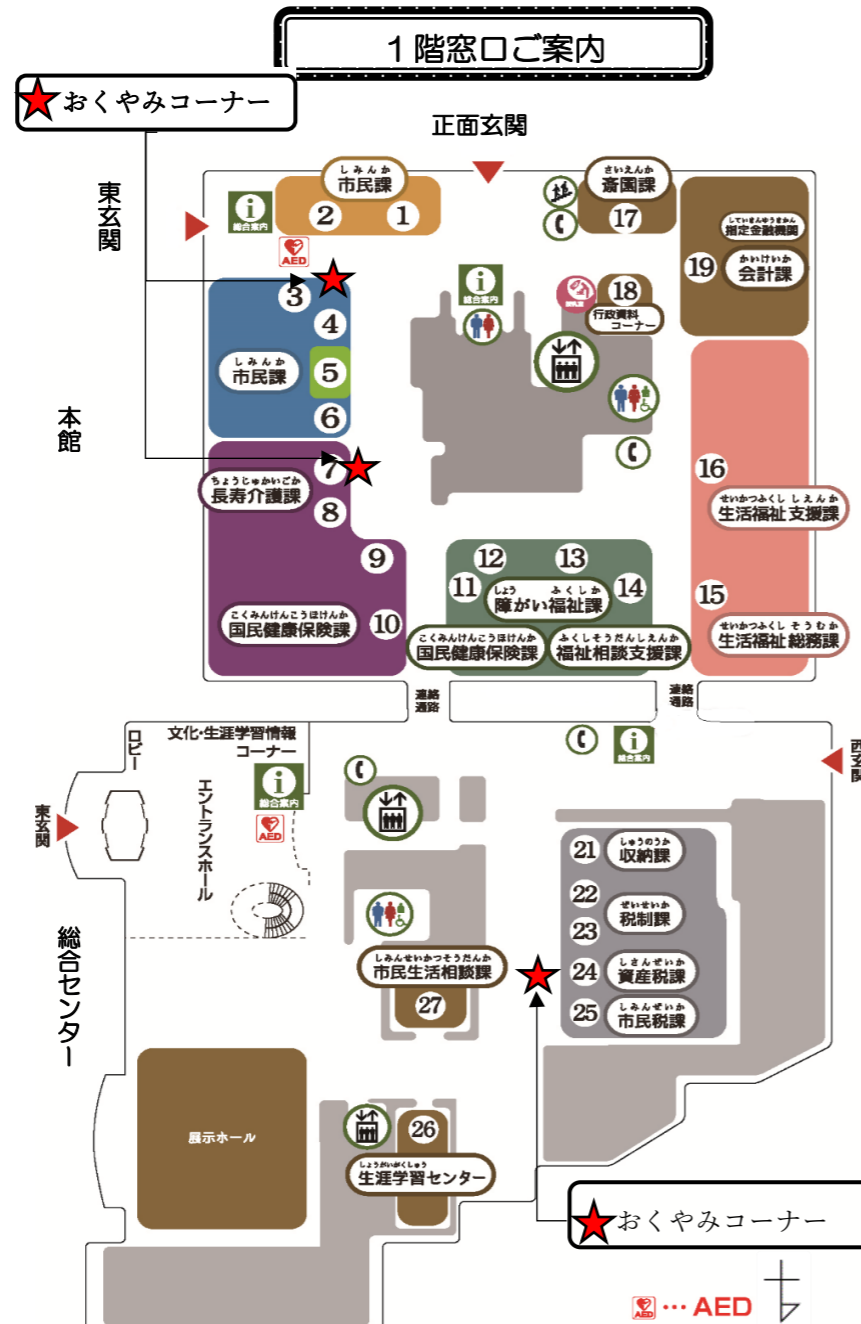 1階窓口ご案内
おくやみコーナー
正面玄関
東玄関
総合案内
AED
しみんか
市民課
2
1
さいえんか
斎園課
17
していきんゆうきかん
指定金融機関
19
かいけいか
会計課
3
4
しみんか
市民課
5
6
総合案内
18
行政資料
コーナー
本館
7
ちょうじゅかいごか
長寿介護課
8
9
こくみんけんこうほけんか
国民健康保険課
10
12
13
11
14
しょう ふくしか
障がい福祉課
こくみんけんこうほけんか
国民健康保険課
ふくしそうだんしえんか
福祉相談支援課
16
せいかつふくし しえんか
生活福祉支援課
15
せいかつふくし そうむか
生活福祉総務課
連絡
通路
連絡
通路
ロビー
文化・生涯学習情報
コーナー
総合案内
AED
エントランスホール
東玄関
総合案内
西玄関
21
しゅうのうか
収納課
22
ぜいせいか
税制課
23
24
しさんぜいか
資産税課
25
しみんぜいか
市民税課
しみんせいかつそうだんか
市民生活相談課
27
総合センター
展示ホール
26
しょうがいがくしゅう
生涯学習センター
おくやみコーナー
… AED